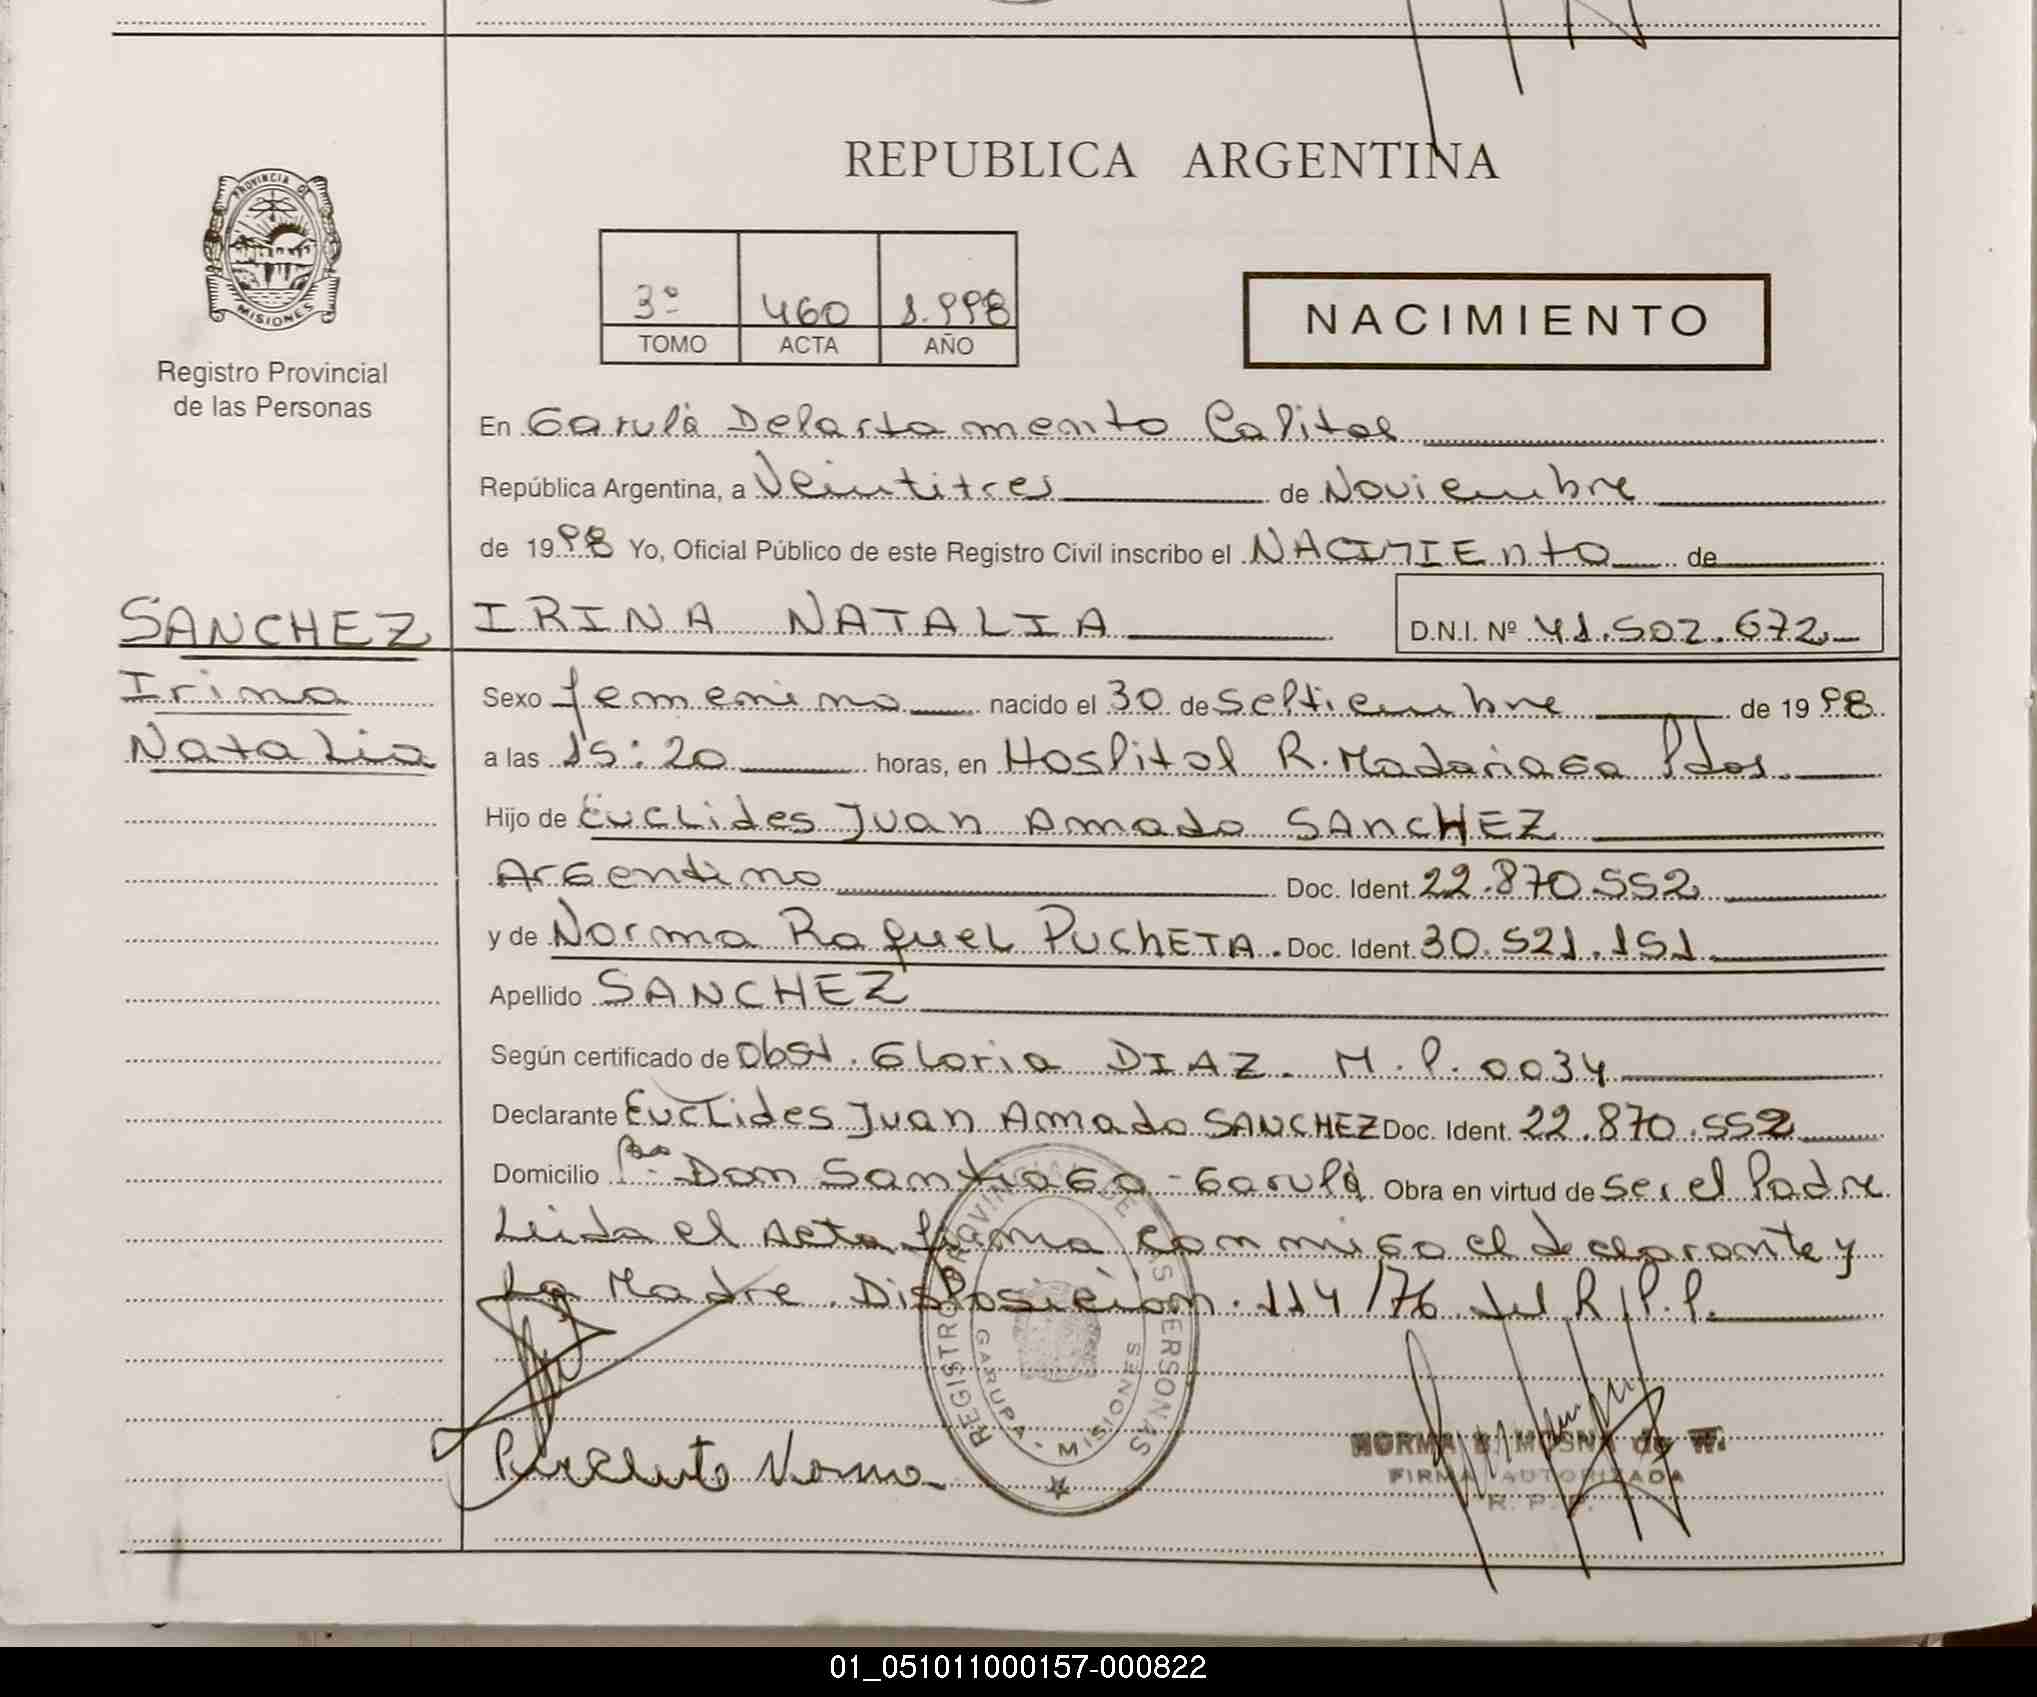 REPUBLICA ARGENTINA
PROVINCIA DE
MISIONES
Registro Provincial
de las Personas
3º 460 1.998
TOMO ACTA AÑO
NACIMIENTO
En Garupá Departamento Capital
República Argentina, a Veintitres de Noviembre
de 1998 Yo, Oficial Público de este Registro Civil inscribo el NACIMIEnto de
SANCHEZ IRINA NATALIA D.N.I. Nº 41.502.672
Irina
Natalia
Sexo femenino nacido el 30 de Septiembre de 1998
a las 15:20 horas, en Hospital R. Madariaga Pdas.
Hijo de Euclides Juan Amado SANCHEZ
Argentino Doc. Ident. 22.870.552
y de Norma Raquel PUCHETA. Doc. Ident. 30.521.151
Apellido SANCHEZ
Según certificado de Obst. Gloria DIAZ. M.P. 0034
Declarante Euclides Juan Amado SANCHEZ Doc. Ident. 22.870.552
Domicilio Bo. Don Santiago - Garupá Obra en virtud de ser el Padre
Leida el Acta firma conmigo el declarante y
La Madre. Disposición. 114/76 del R.P.P.
REGISTRO PROVINCIAL DE LAS PERSONAS
GARUPA - MISIONES
Norma
NORMA MOSNA de W.
FIRMA AUTORIZADA
R. P. P.
01_051011000157-000822